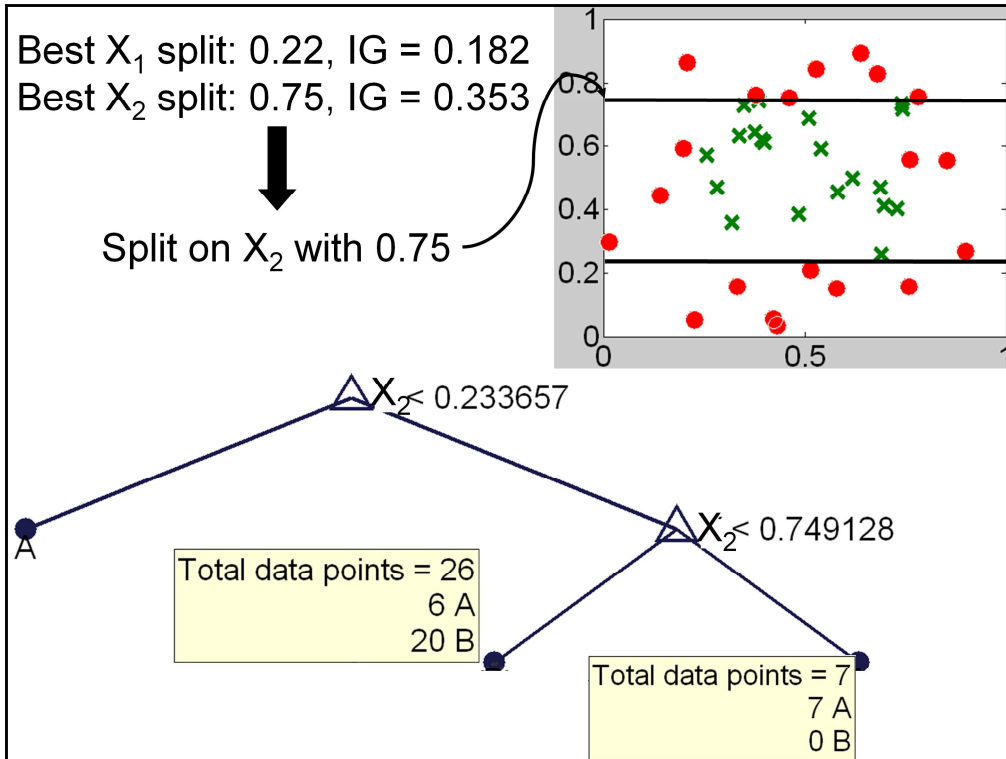 Best X1 split: 0.22, IG = 0.182
Best X2 split: 0.75, IG = 0.353
Split on X2 with 0.75
1
0.8
0.6
0.4
0.2
0
0 0.5 1
X2 < 0.233657
A
X2 < 0.749128
Total data points = 26
6 A
20 B
Total data points = 7
7 A
0 B